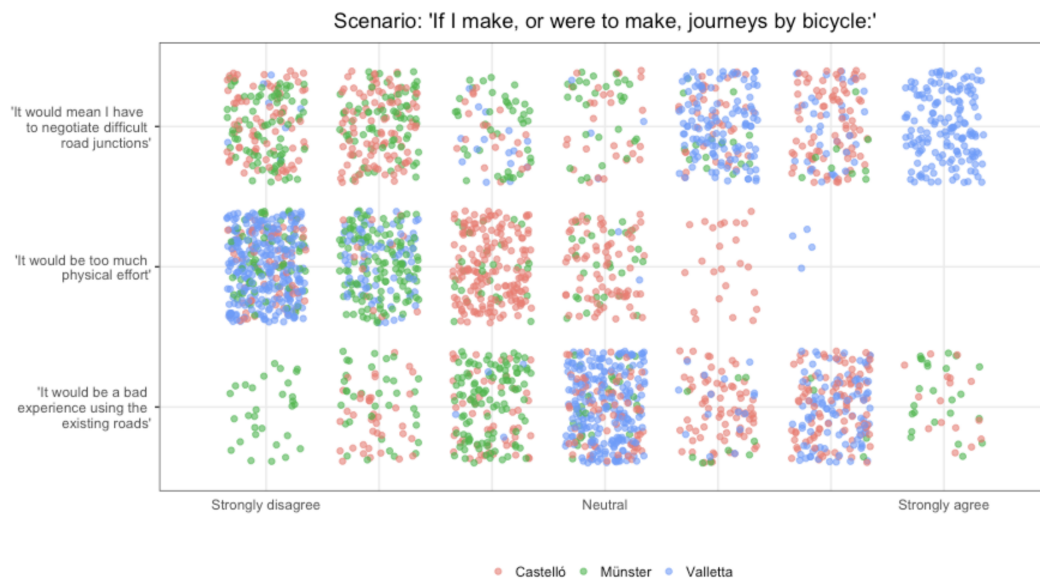 Scenario: 'If I make, or were to make, journeys by bicycle:'
'It would mean I have
to negotiate difficult
road junctions'
'It would be too much
physical effort'
'It would be a bad
experience using the
existing roads'
Strongly disagree
Neutral
Strongly agree
Castelló
Münster
Valletta